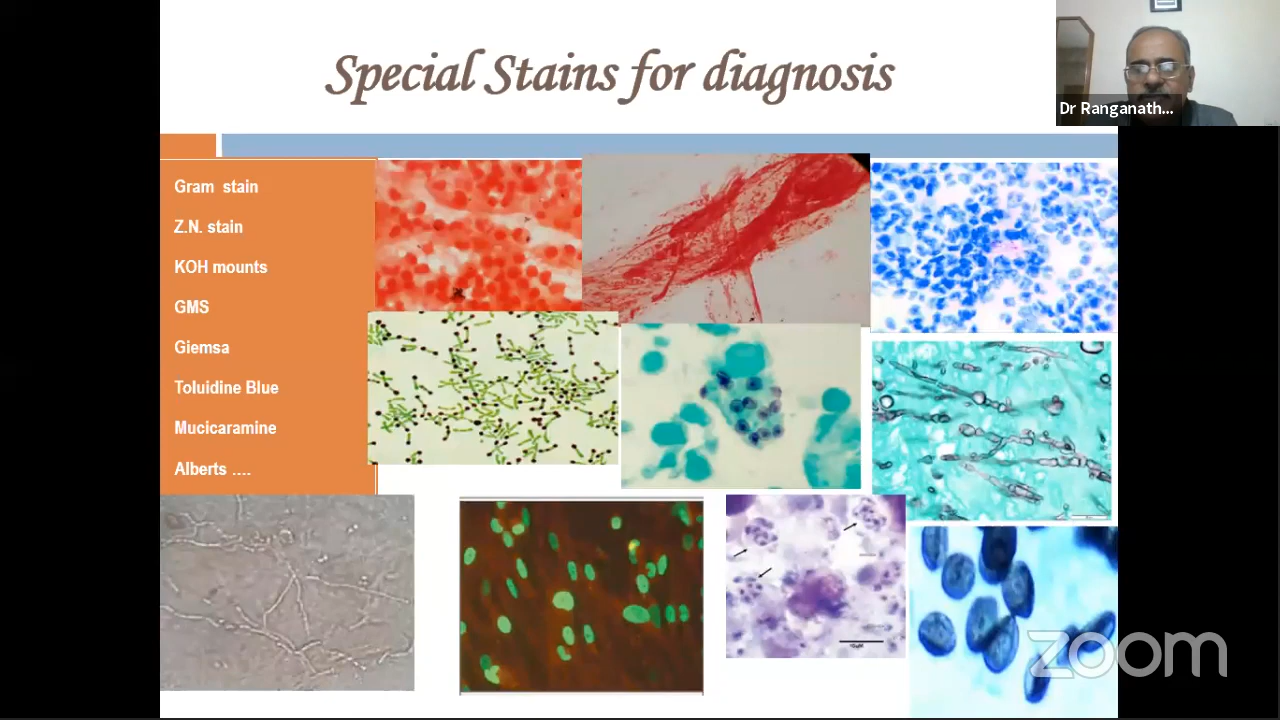 Special Stains for diagnosis
Dr Ranganath...
Gram stain
Z.N. stain
KOH mounts
GMS
Giemsa
Toluidine Blue
Mucicaramine
Alberts ....
zoom